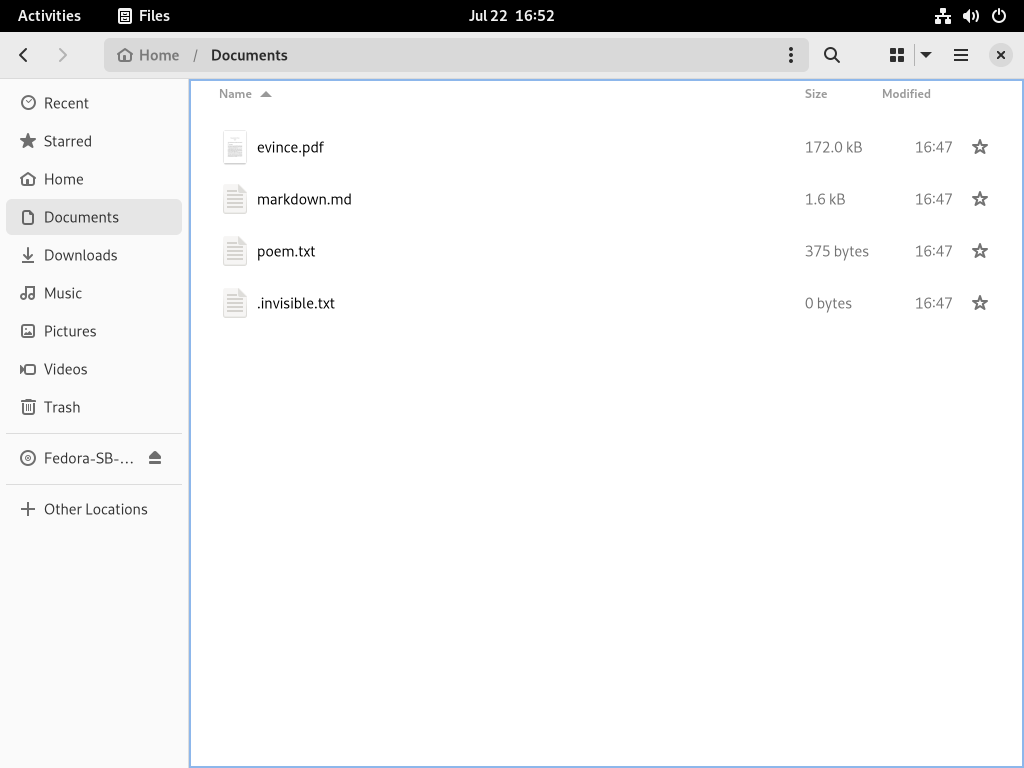 Activities Files Jul 22 16:52
Home / Documents
Name Size Modified
evince.pdf 172.0 kB 16:47
markdown.md 1.6 kB 16:47
poem.txt 375 bytes 16:47
.invisible.txt 0 bytes 16:47
Recent
Starred
Home
Documents
Downloads
Music
Pictures
Videos
Trash
Fedora-SB-...
Other Locations